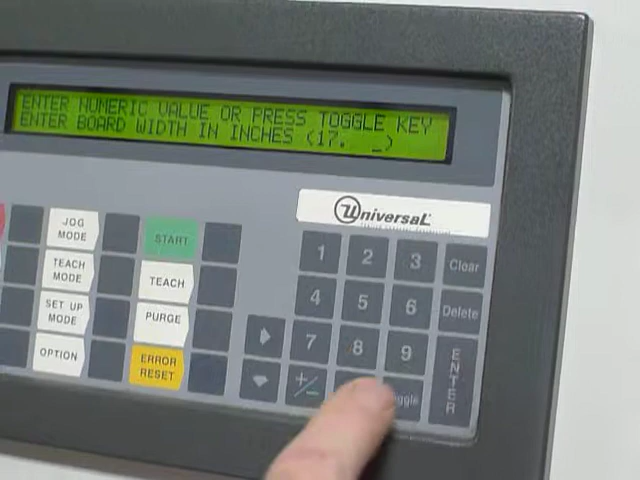 ENTER NUMERIC VALUE OR PRESS TOGGLE KEY
ENTER BOARD WIDTH IN INCHES (17. _)
UniversaL
JOG MODE
START
1 2 3 Clear
TEACH MODE
TEACH
4 5 6 Delete
SET UP MODE
PURGE
7 8 9 ENTER
OPTION
ERROR RESET
+/−